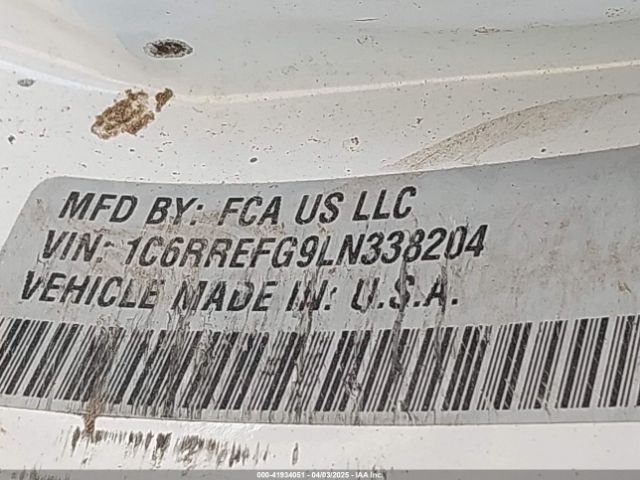 MFD BY: FCA US LLC
VIN: 1C6RREFG9LN338204
VEHICLE MADE IN: U.S.A.
000-41934051 - 04/03/2025 - IAA Inc.